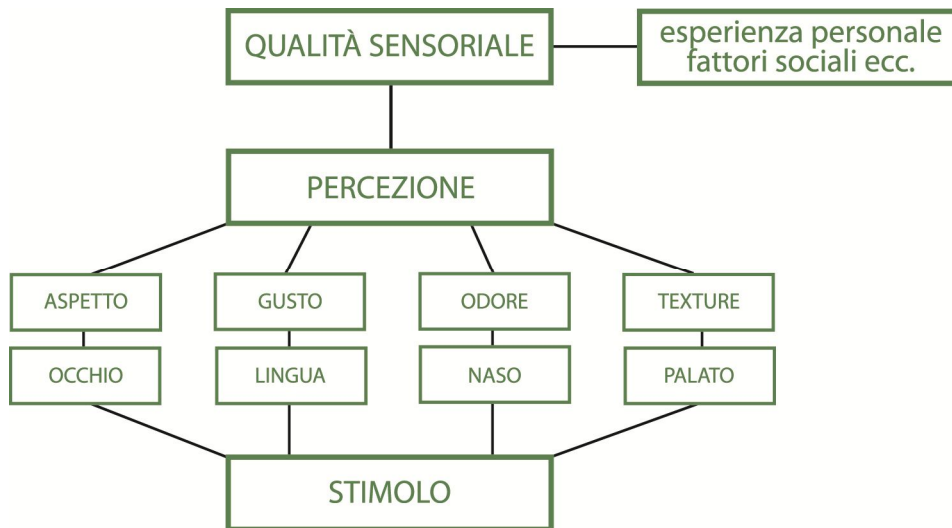 QUALITÀ SENSORIALE
esperienza personale
fattori sociali ecc.
PERCEZIONE
ASPETTO
GUSTO
ODORE
TEXTURE
OCCHIO
LINGUA
NASO
PALATO
STIMOLO